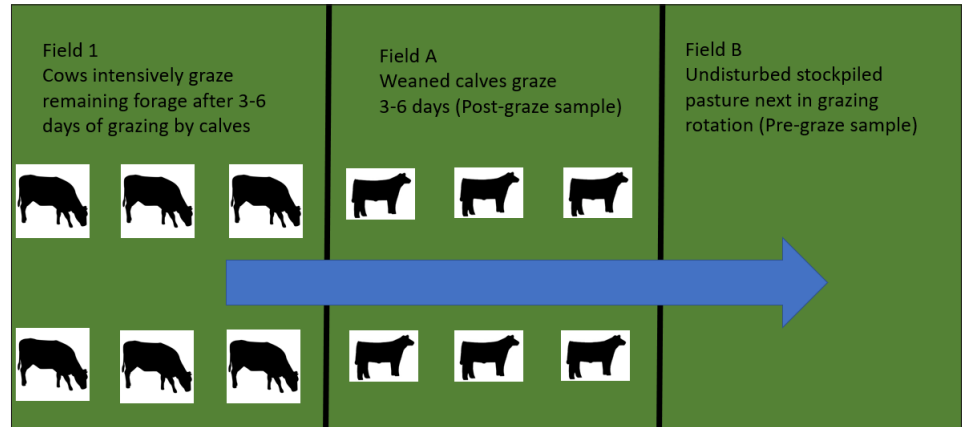 Field 1
Cows intensively graze
remaining forage after 3-6
days of grazing by calves
Field A
Weaned calves graze
3-6 days (Post-graze sample)
Field B
Undisturbed stockpiled
pasture next in grazing
rotation (Pre-graze sample)